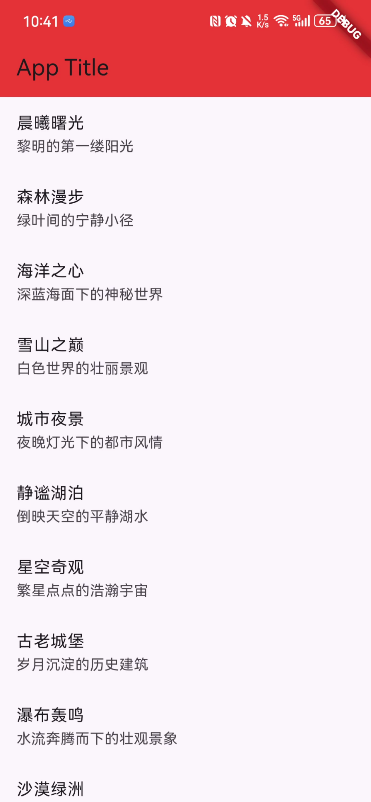 10:41
1.5
K/s
5G
65
DEBUG
App Title
晨曦曙光
黎明的第一缕阳光
森林漫步
绿叶间的宁静小径
海洋之心
深蓝海面下的神秘世界
雪山之巅
白色世界的壮丽景观
城市夜景
夜晚灯光下的都市风情
静谧湖泊
倒映天空的平静湖水
星空奇观
繁星点点的浩瀚宇宙
古老城堡
岁月沉淀的历史建筑
瀑布轰鸣
水流奔腾而下的壮观景象
沙漠绿洲